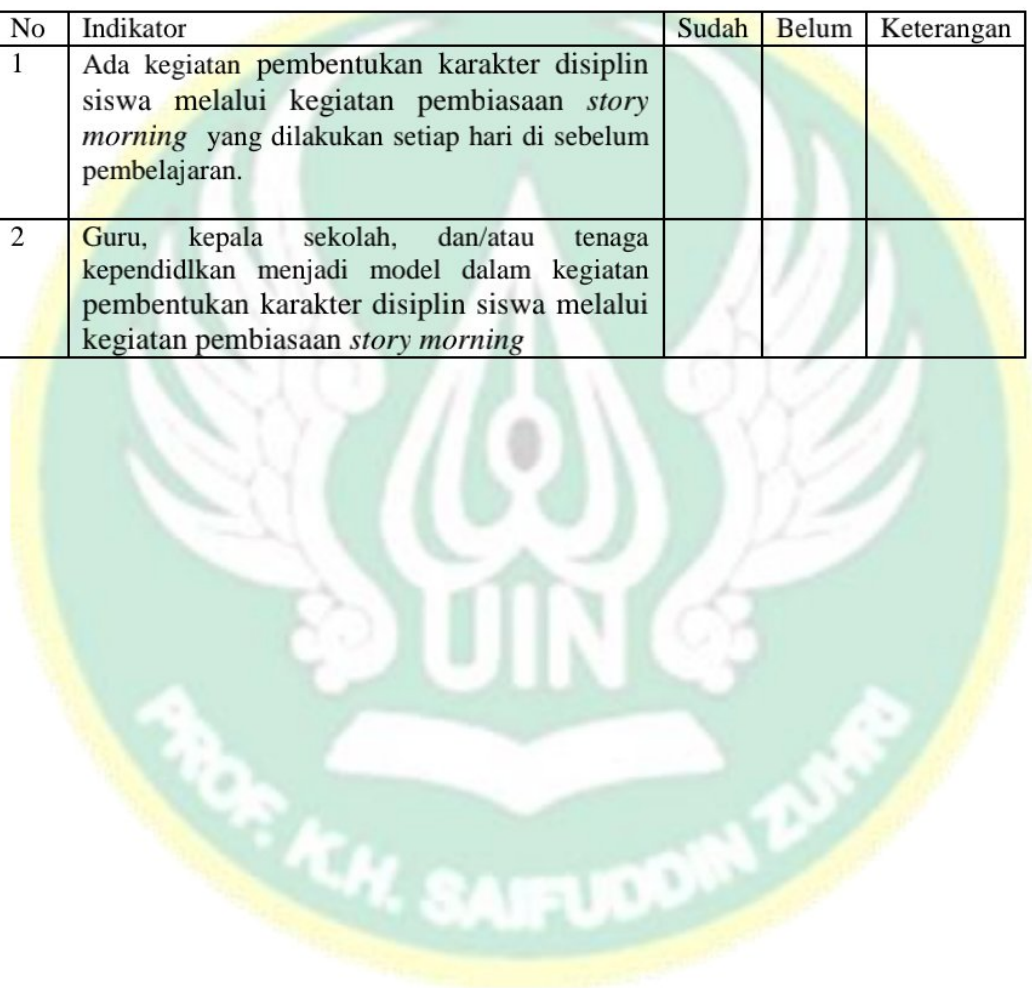 No Indikator Sudah Belum Keterangan
1 Ada kegiatan pembentukan karakter disiplin
siswa melalui kegiatan pembiasaan story
morning yang dilakukan setiap hari di sebelum
pembelajaran.
2 Guru, kepala sekolah, dan/atau tenaga
kependidlkan menjadi model dalam kegiatan
pembentukan karakter disiplin siswa melalui
kegiatan pembiasaan story morning
UIN
PROF. K.H. SAIFUDDIN ZUHRI